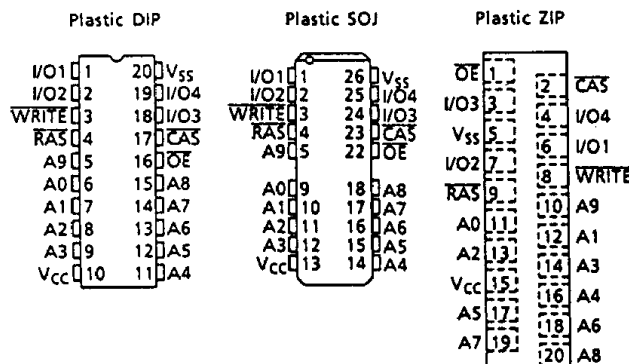 Plastic DIP
I/O1 1 20 VSS
I/O2 2 19 I/O4
WRITE 3 18 I/O3
RAS 4 17 CAS
A9 5 16 OE
A0 6 15 A8
A1 7 14 A7
A2 8 13 A6
A3 9 12 A5
VCC 10 11 A4
Plastic SOJ
I/O1 1 26 VSS
I/O2 2 25 I/O4
WRITE 3 24 I/O3
RAS 4 23 CAS
A9 5 22 OE
A0 9 18 A8
A1 10 17 A7
A2 11 16 A6
A3 12 15 A5
VCC 13 14 A4
Plastic ZIP
OE 1
2 CAS
I/O3 3
4 I/O4
VSS 5
6 I/O1
I/O2 7
8 WRITE
RAS 9
10 A9
A0 11
12 A1
A2 13
14 A3
VCC 15
16 A4
A5 17
18 A6
A7 19
20 A8